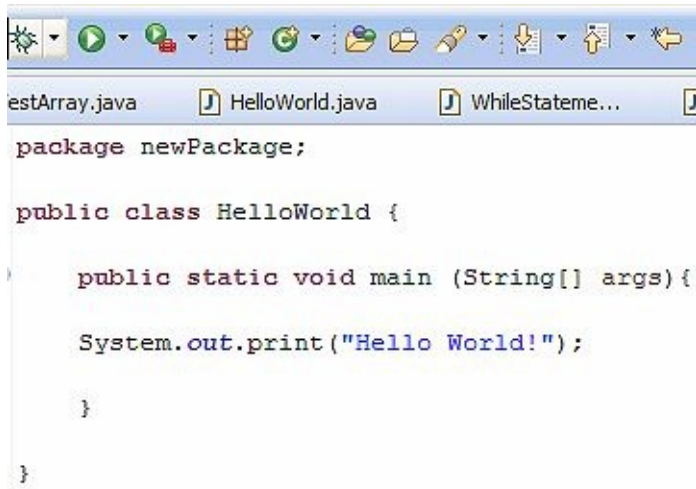 estArray.java HelloWorld.java WhileStateme...
package newPackage;
public class HelloWorld {
public static void main (String[] args){
System.out.print("Hello World!");
}
}